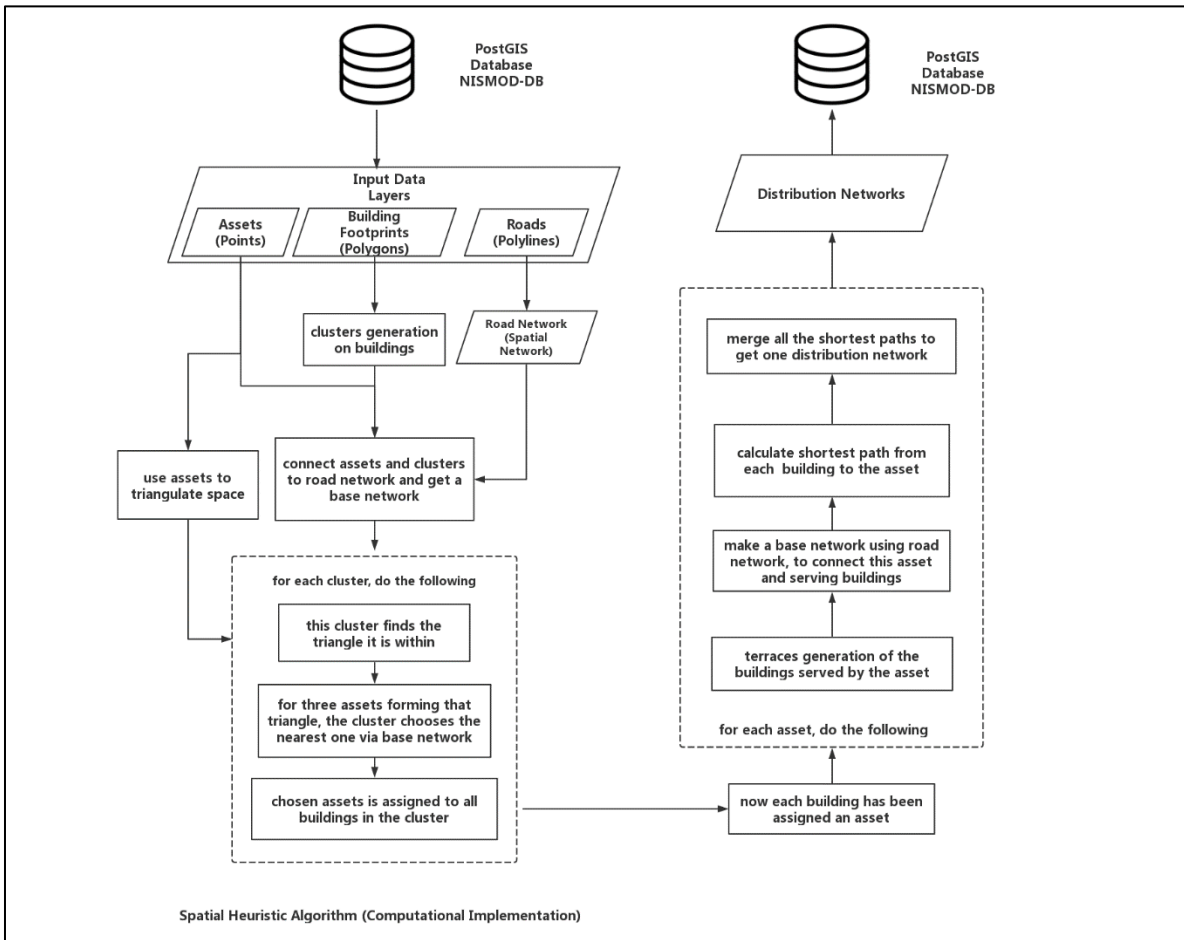 PostGIS
Database
NISMOD-DB
Input Data
Layers
Assets
(Points)
Building
Footprints
(Polygons)
Roads
(Polylines)
clusters generation
on buildings
Road Network
(Spatial
Network)
use assets to
triangulate space
connect assets and clusters
to road network and get a
base network
for each cluster, do the following
this cluster finds the
triangle it is within
for three assets forming that
triangle, the cluster chooses the
nearest one via base network
chosen assets is assigned to all
buildings in the cluster
now each building has been
assigned an asset
for each asset, do the following
terraces generation of the
buildings served by the asset
make a base network using road
network, to connect this asset
and serving buildings
calculate shortest path from
each building to the asset
merge all the shortest paths to
get one distribution network
Distribution Networks
PostGIS
Database
NISMOD-DB
Spatial Heuristic Algorithm (Computational Implementation)